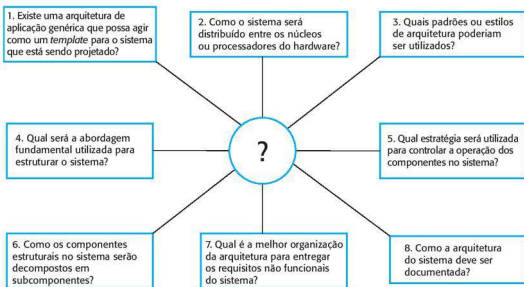 1. Existe uma arquitetura de
aplicação genérica que possa agir
como um template para o sistema
que está sendo projetado?
2. Como o sistema será
distribuído entre os núcleos
ou processadores do hardware?
3. Quais padrões ou estilos
de arquitetura poderiam
ser utilizados?
4. Qual será a abordagem
fundamental utilizada para
estruturar o sistema?
?
5. Qual estratégia será utilizada
para controlar a operação dos
componentes no sistema?
6. Como os componentes
estruturais no sistema serão
decompostos em
subcomponentes?
7. Qual é a melhor organização
da arquitetura para entregar
os requisitos não funcionais
do sistema?
8. Como a arquitetura
do sistema deve ser
documentada?